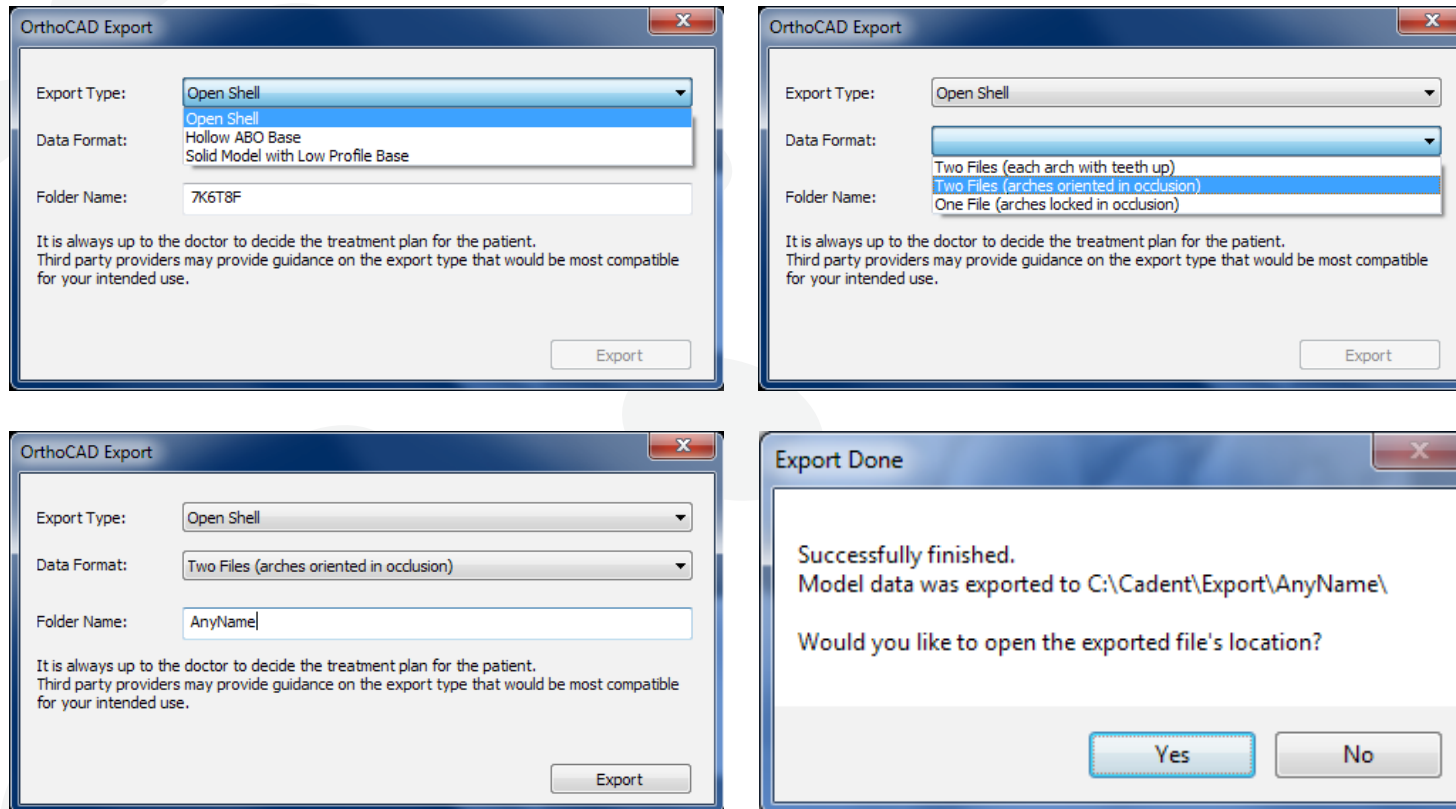 OrthoCAD Export
Export Type:
Open Shell
Open Shell
Hollow ABO Base
Solid Model with Low Profile Base
Data Format:
Folder Name:
7K6T8F
It is always up to the doctor to decide the treatment plan for the patient.
Third party providers may provide guidance on the export type that would be most compatible
for your intended use.
Export
OrthoCAD Export
Export Type:
Open Shell
Data Format:
Two Files (each arch with teeth up)
Two Files (arches oriented in occlusion)
One File (arches locked in occlusion)
Folder Name:
It is always up to the doctor to decide the treatment plan for the patient.
Third party providers may provide guidance on the export type that would be most compatible
for your intended use.
Export
OrthoCAD Export
Export Type:
Open Shell
Data Format:
Two Files (arches oriented in occlusion)
Folder Name:
AnyName
It is always up to the doctor to decide the treatment plan for the patient.
Third party providers may provide guidance on the export type that would be most compatible
for your intended use.
Export
Export Done
Successfully finished.
Model data was exported to C:\Cadent\Export\AnyName\
Would you like to open the exported file's location?
Yes
No